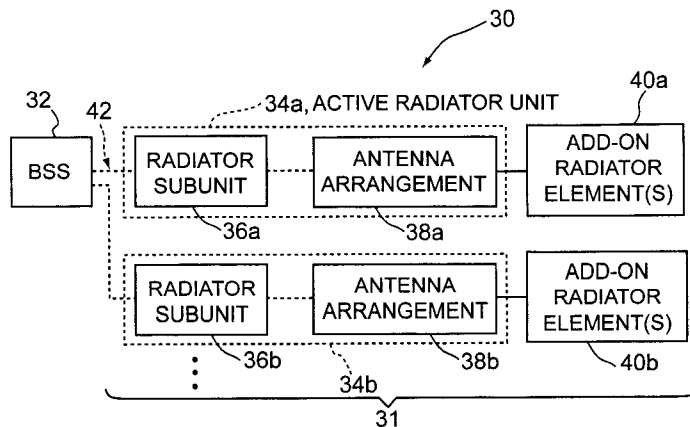 30
32
42
34a, ACTIVE RADIATOR UNIT
40a
BSS
RADIATOR
SUBUNIT
ANTENNA
ARRANGEMENT
ADD-ON
RADIATOR
ELEMENT(S)
36a
38a
RADIATOR
SUBUNIT
ANTENNA
ARRANGEMENT
ADD-ON
RADIATOR
ELEMENT(S)
36b
38b
40b
34b
31